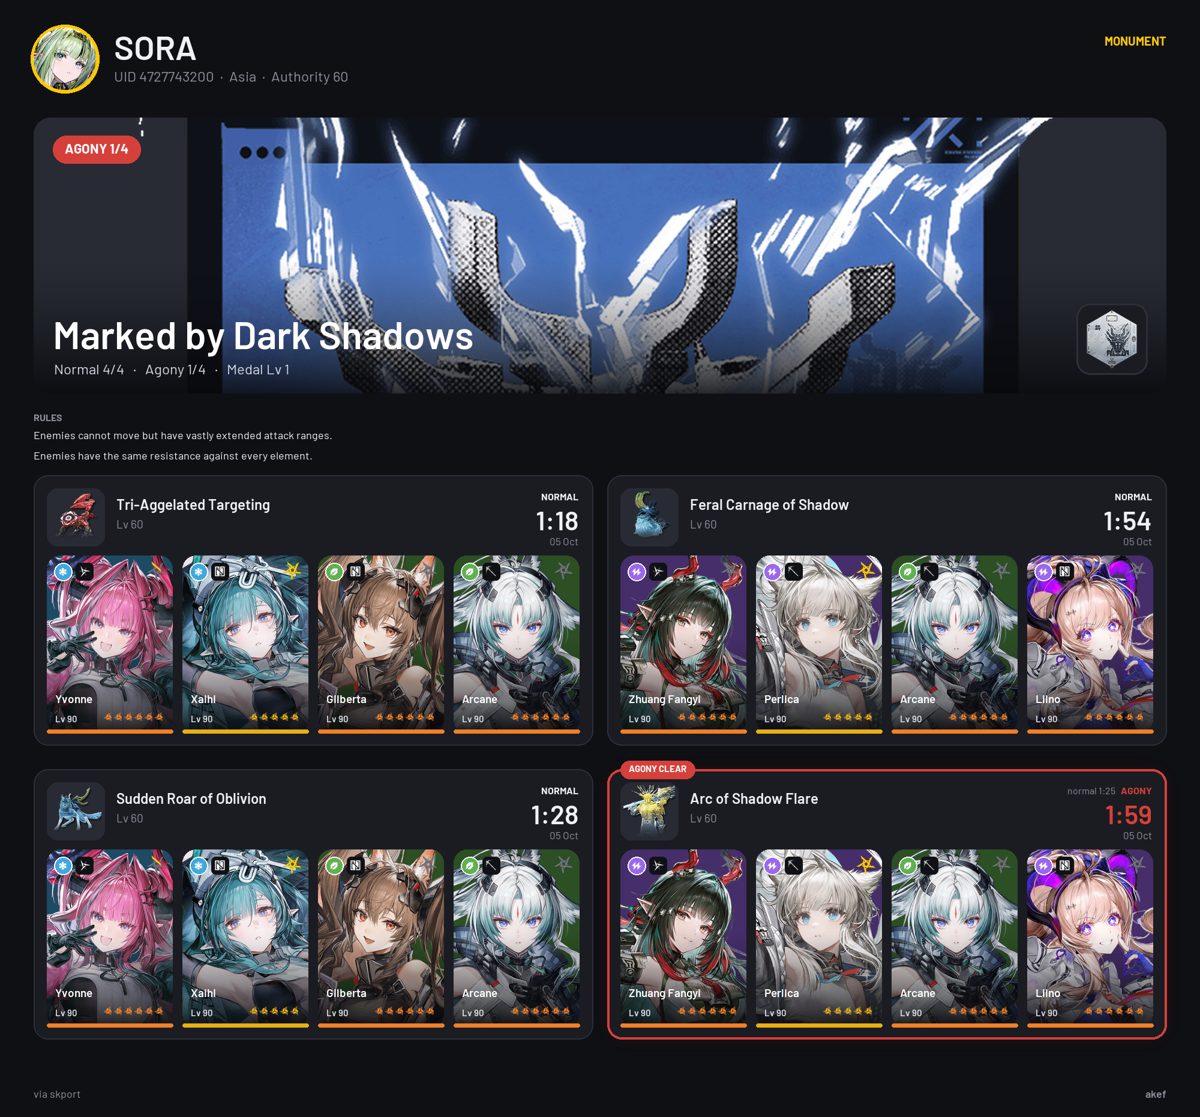 SORA
UID 4727743200 · Asia · Authority 60
MONUMENT
AGONY 1/4
Marked by Dark Shadows
Normal 4/4 · Agony 1/4 · Medal Lv 1
RULES
Enemies cannot move but have vastly extended attack ranges.
Enemies have the same resistance against every element.
Tri-Aggelated Targeting
Lv 60
NORMAL
1:18
05 Oct
Yvonne
Lv 90
Xaihi
Lv 90
Gilberta
Lv 90
Arcane
Lv 90
Feral Carnage of Shadow
Lv 60
NORMAL
1:54
05 Oct
Zhuang Fangyi
Lv 90
Perlica
Lv 90
Arcane
Lv 90
Liino
Lv 90
Sudden Roar of Oblivion
Lv 60
NORMAL
1:28
05 Oct
Yvonne
Lv 90
Xaihi
Lv 90
Gilberta
Lv 90
Arcane
Lv 90
AGONY CLEAR
Arc of Shadow Flare
Lv 60
normal 1:25 AGONY
1:59
05 Oct
Zhuang Fangyi
Lv 90
Perlica
Lv 90
Arcane
Lv 90
Liino
Lv 90
via skport
akef